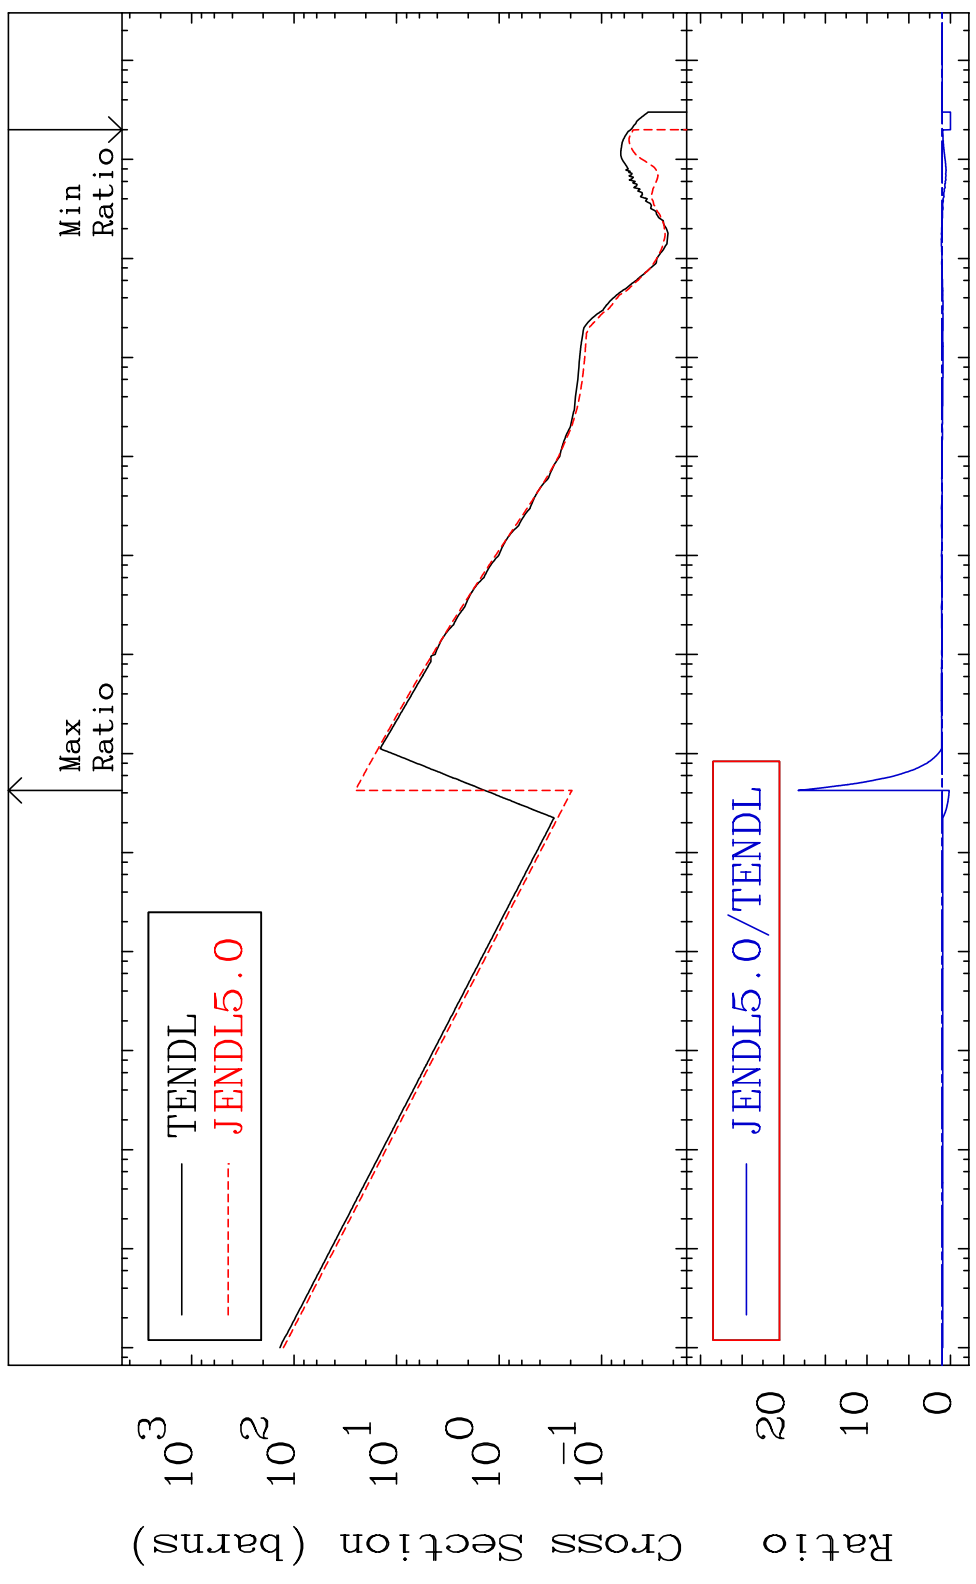 Max
Ratio
Min
Ratio
TENDL
JENDL5.0
10^3
10^2
10^1
10^0
10^-1
Cross Section (barns)
JENDL5.0/TENDL
20
10
0
Ratio